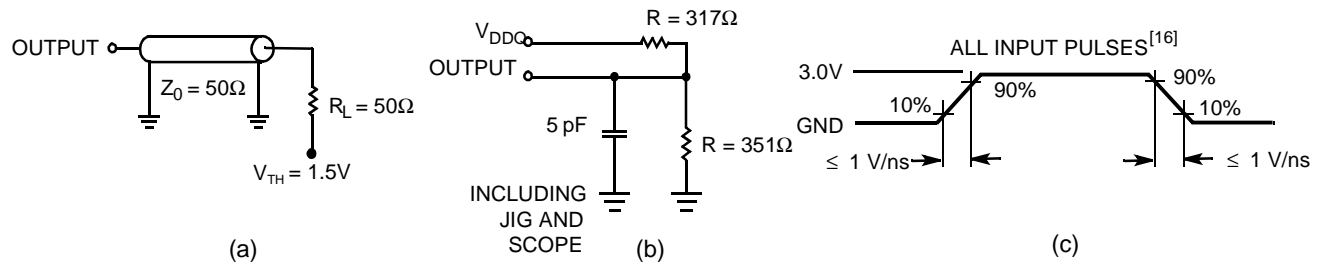 OUTPUT
Z0 = 50Ω
RL = 50Ω
VTH = 1.5V
(a)
R = 317Ω
VDDQ
OUTPUT
5 pF
R = 351Ω
INCLUDING
JIG AND
SCOPE
(b)
ALL INPUT PULSES[16]
3.0V
90%
90%
10%
10%
GND
≤ 1 V/ns
≤ 1 V/ns
(c)